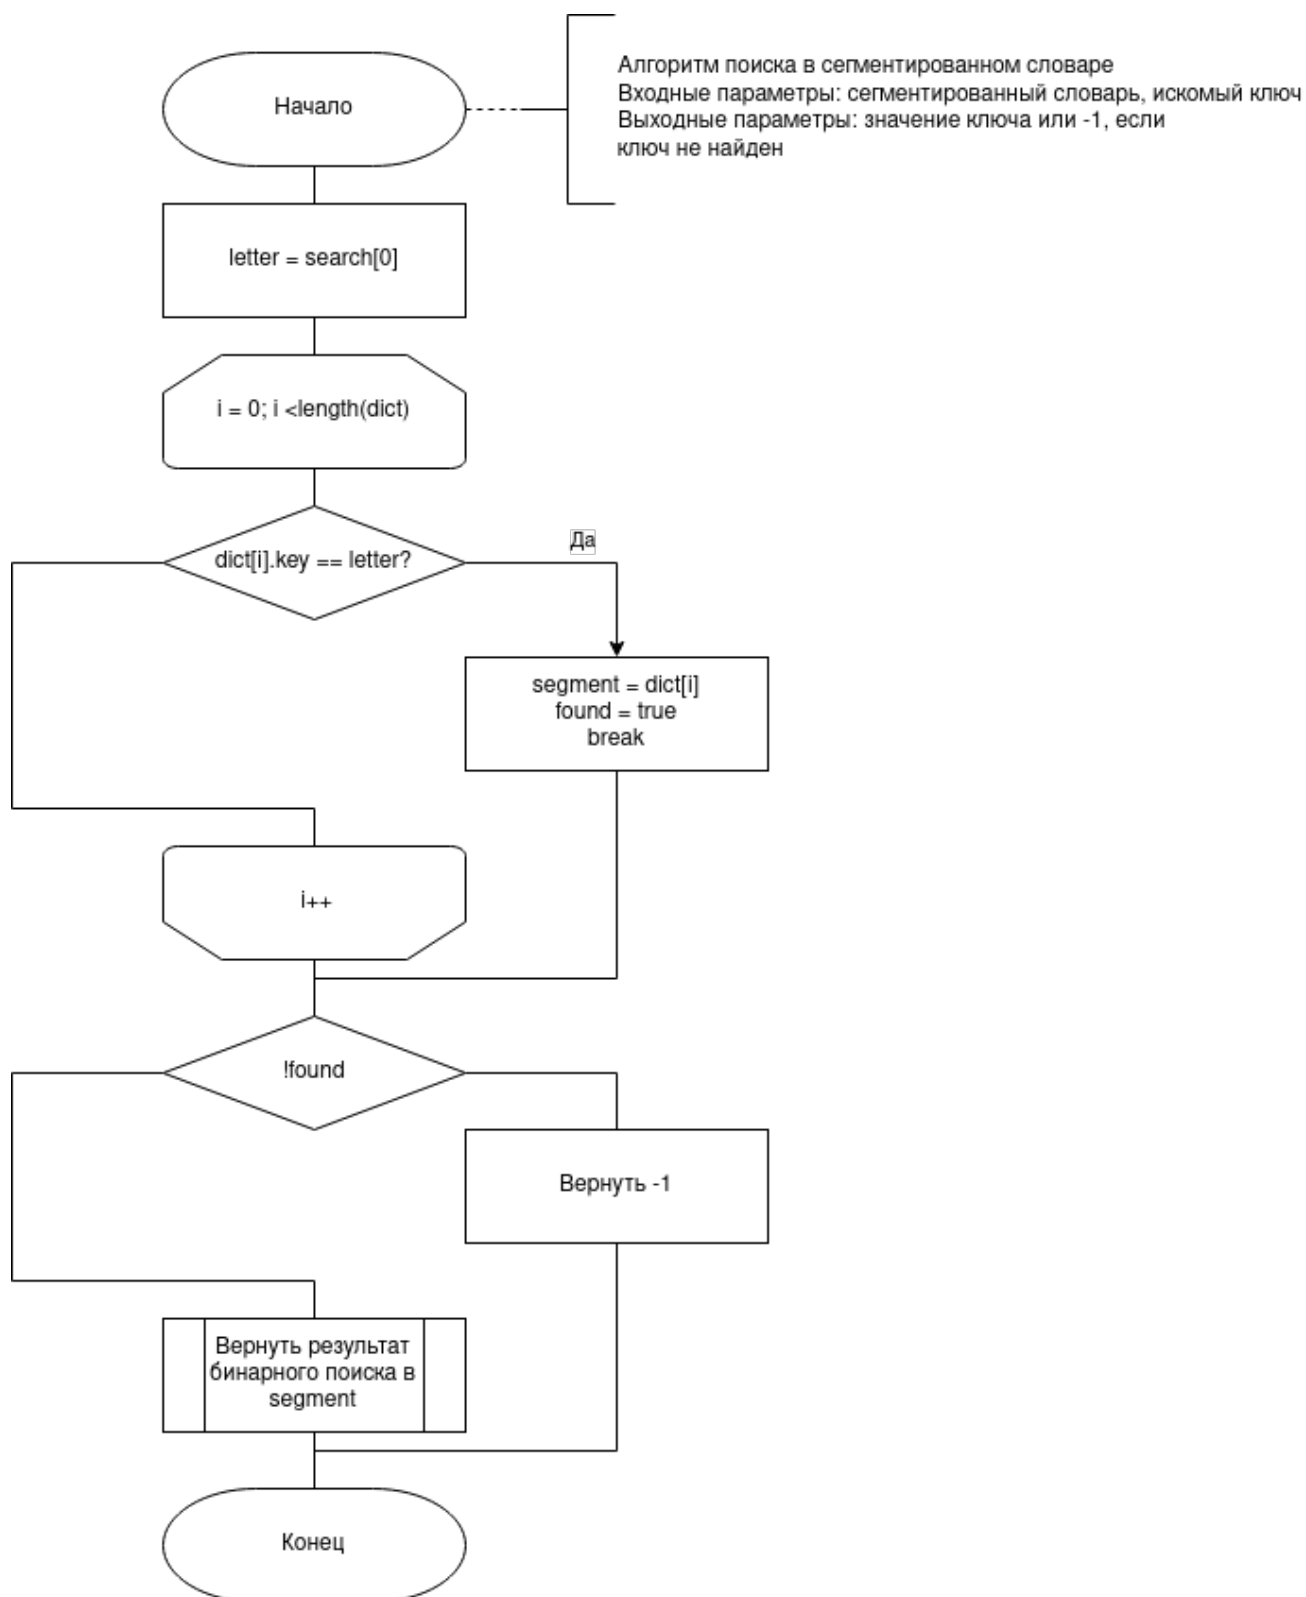 Начало
Алгоритм поиска в сегментированном словаре
Входные параметры: сегментированный словарь, искомый ключ
Выходные параметры: значение ключа или -1, если
ключ не найден
letter = search[0]
i = 0; i <length(dict)
dict[i].key == letter?
Да
segment = dict[i]
found = true
break
i++
!found
Вернуть -1
Вернуть результат
бинарного поиска в
segment
Конец